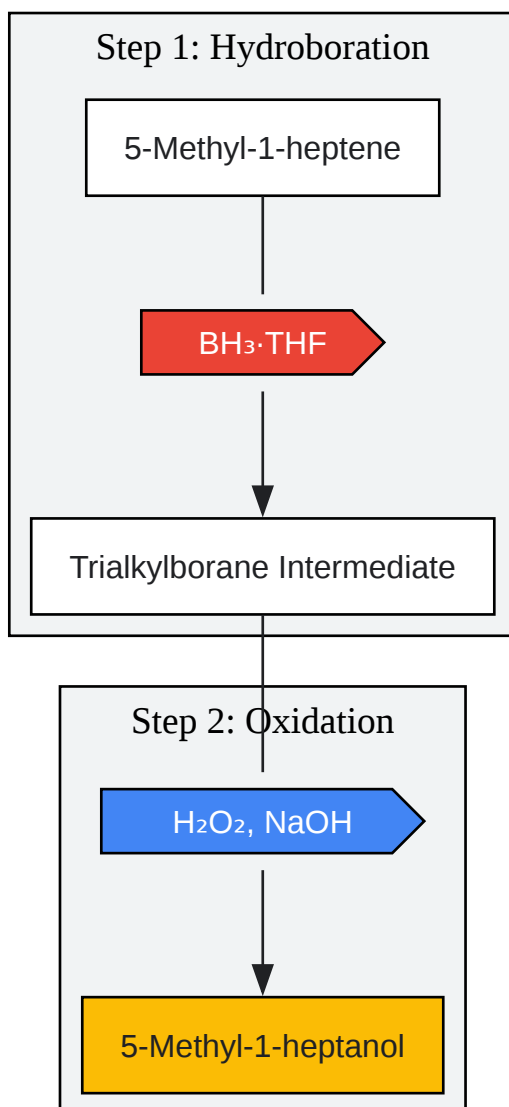 Step 1: Hydroboration
5-Methyl-1-heptene
BH₃·THF
Trialkylborane Intermediate
Step 2: Oxidation
H₂O₂, NaOH
5-Methyl-1-heptanol